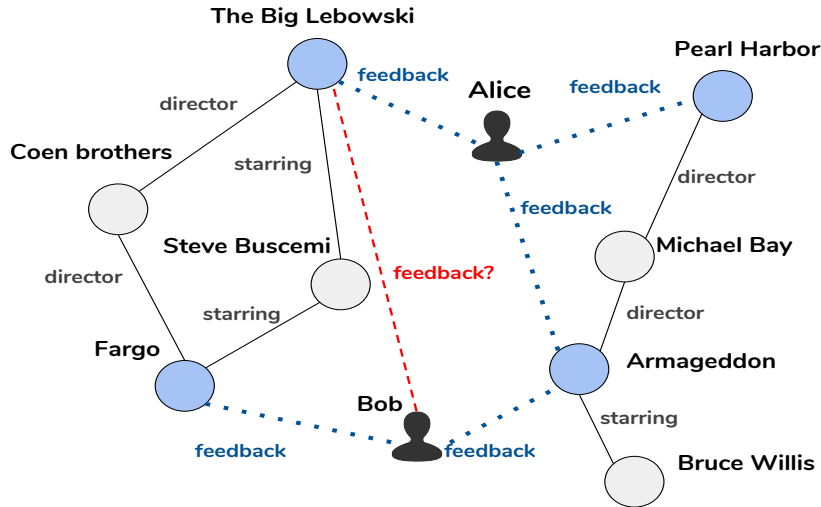 The Big Lebowski
Pearl Harbor
feedback
Alice
feedback
director
Coen brothers
starring
director
feedback
Steve Buscemi
Michael Bay
feedback?
director
starring
director
Fargo
Armageddon
Bob
starring
feedback
feedback
Bruce Willis